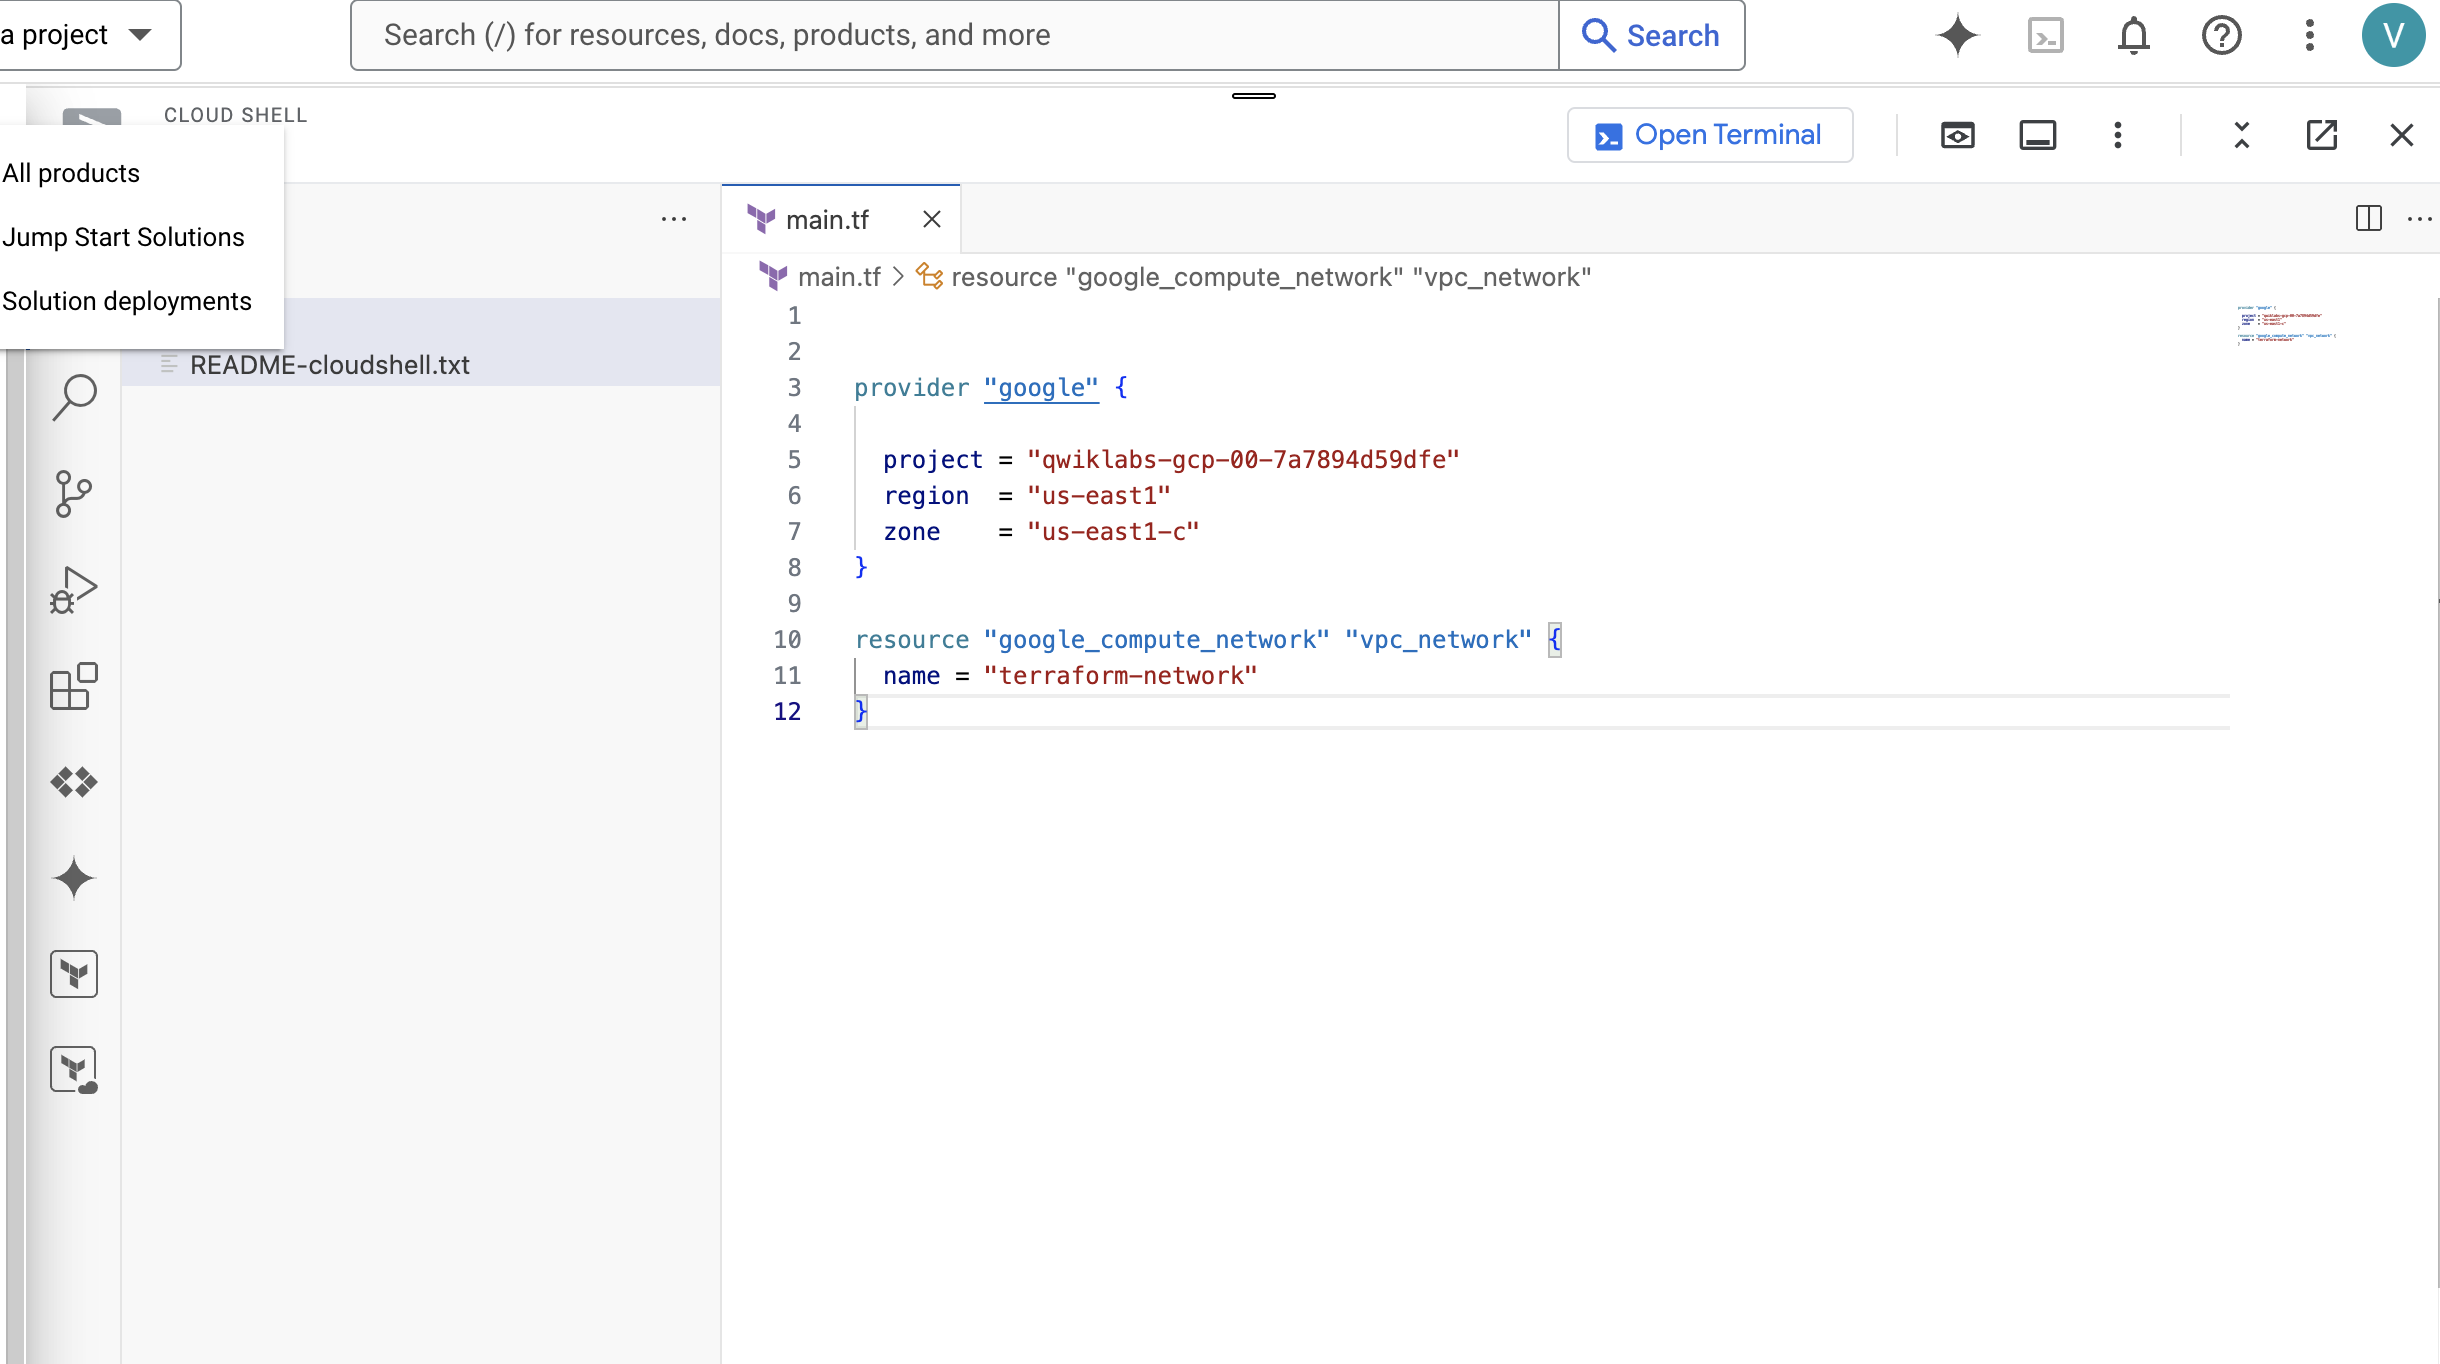 a project
Search (/) for resources, docs, products, and more
Search
V
CLOUD SHELL
Open Terminal
All products
Jump Start Solutions
Solution deployments
README-cloudshell.txt
main.tf
main.tf > resource "google_compute_network" "vpc_network"
1
2
3 provider "google" {
4
5 project = "qwiklabs-gcp-00-7a7894d59dfe"
6 region = "us-east1"
7 zone = "us-east1-c"
8 }
9
10 resource "google_compute_network" "vpc_network" {
11 name = "terraform-network"
12 }